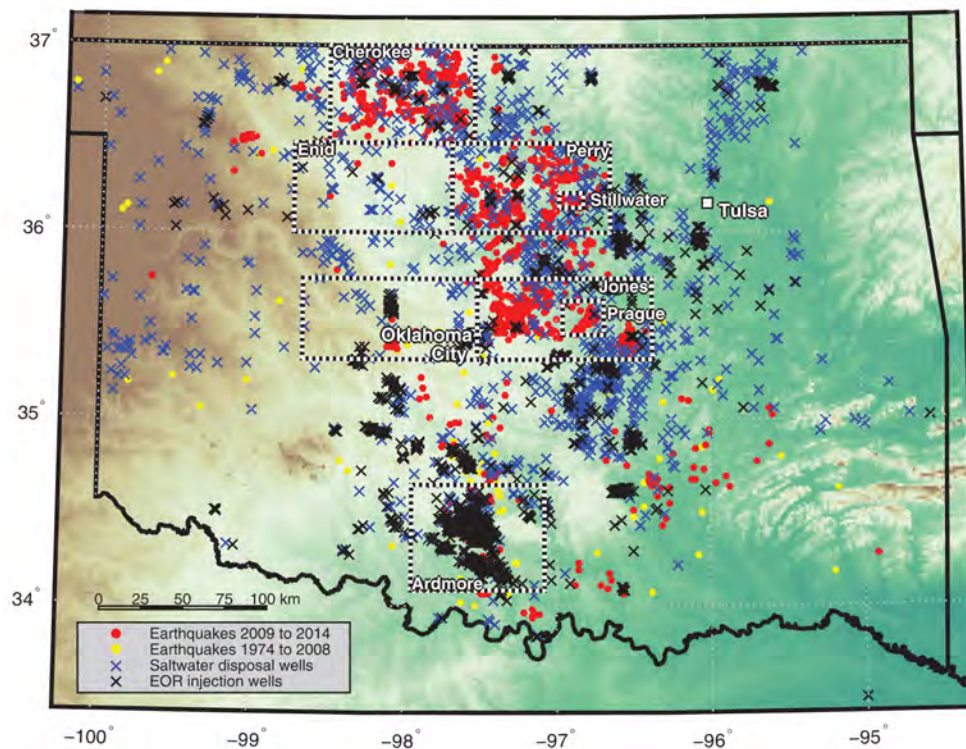 37°
36°
35°
34°
Cherokee
Enid
Perry
Stillwater
Tulsa
Jones
Prague
Oklahoma
City
Ardmore
0 25 50 75 100 km
Earthquakes 2009 to 2014
Earthquakes 1974 to 2008
Saltwater disposal wells
EOR injection wells
-100° -99° -98° -97° -96° -95°